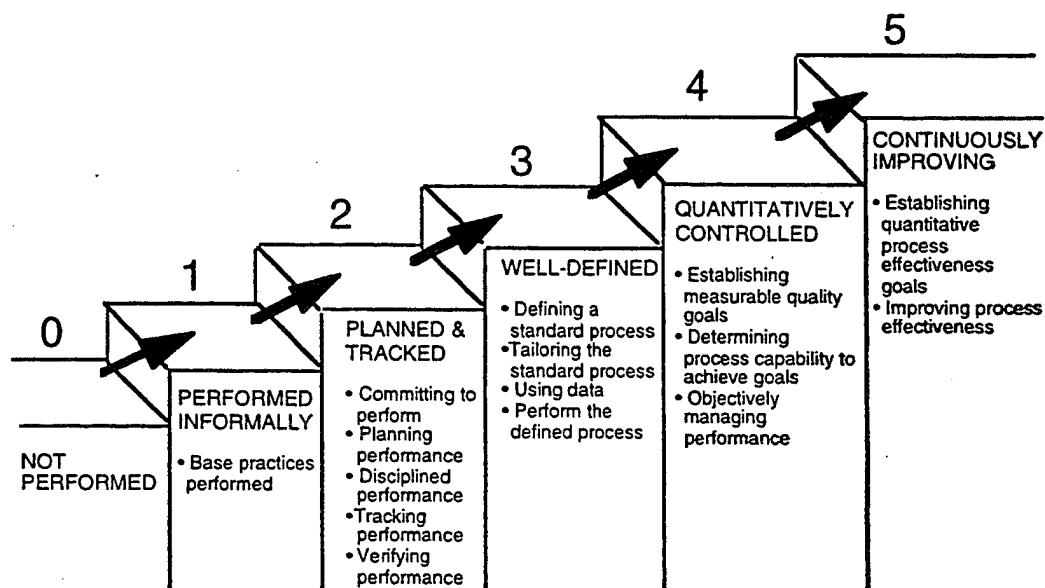 0
NOT
PERFORMED
1
PERFORMED
INFORMALLY
• Base practices
performed
2
PLANNED &
TRACKED
• Committing to
perform
• Planning
performance
• Disciplined
performance
•Tracking
performance
• Verifying
performance
3
WELL-DEFINED
• Defining a
standard process
•Tailoring the
standard process
• Using data
• Perform the
defined process
4
QUANTITATIVELY
CONTROLLED
• Establishing
measurable quality
goals
• Determining
process capability to
achieve goals
• Objectively
managing
performance
5
CONTINUOUSLY
IMPROVING
• Establishing
quantitative
process
effectiveness
goals
• Improving process
effectiveness